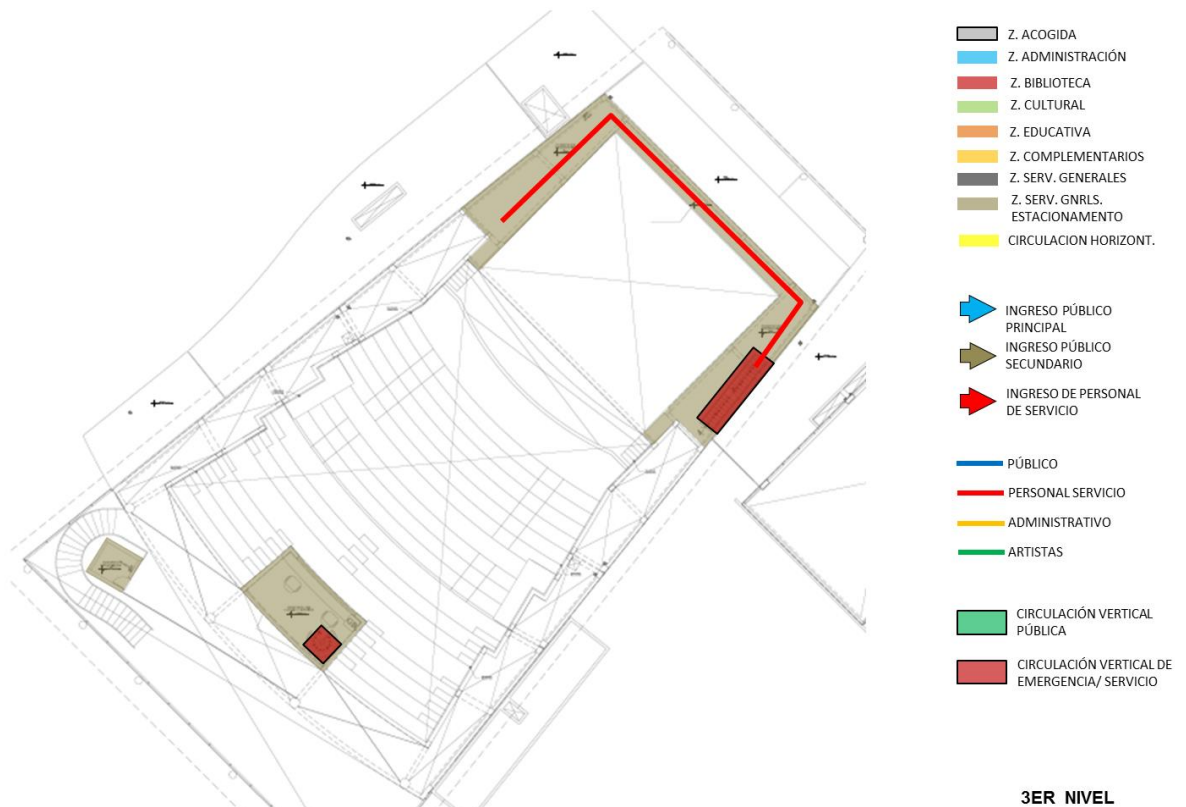 Z. ACOGIDA
Z. ADMINISTRACIÓN
Z. BIBLIOTECA
Z. CULTURAL
Z. EDUCATIVA
Z. COMPLEMENTARIOS
Z. SERV. GENERALES
Z. SERV. GNRLS.
ESTACIONAMENTO
CIRCULACION HORIZONT.
INGRESO PÚBLICO
PRINCIPAL
INGRESO PÚBLICO
SECUNDARIO
INGRESO DE PERSONAL
DE SERVICIO
PÚBLICO
PERSONAL SERVICIO
ADMINISTRATIVO
ARTISTAS
CIRCULACIÓN VERTICAL
PÚBLICA
CIRCULACIÓN VERTICAL DE
EMERGENCIA/ SERVICIO
3ER NIVEL